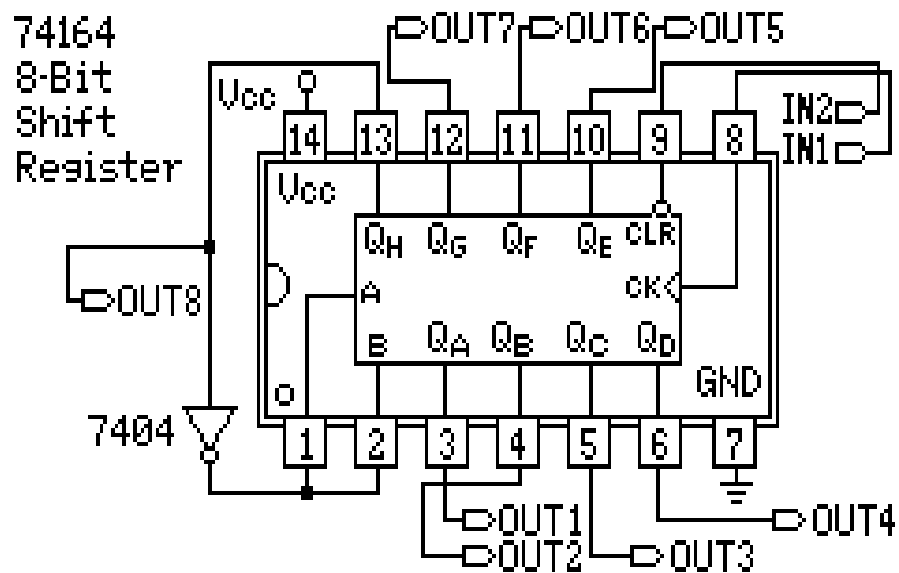 74164
8-Bit
Shift
Register
OUT7 OUT6 OUT5
Vcc
IN2
IN1
14 13 12 11 10 9 8
Vcc
QH QG QF QE CLR
A CK
OUT8
B QA QB QC QD
GND
7404
1 2 3 4 5 6 7
OUT1 OUT4
OUT2 OUT3